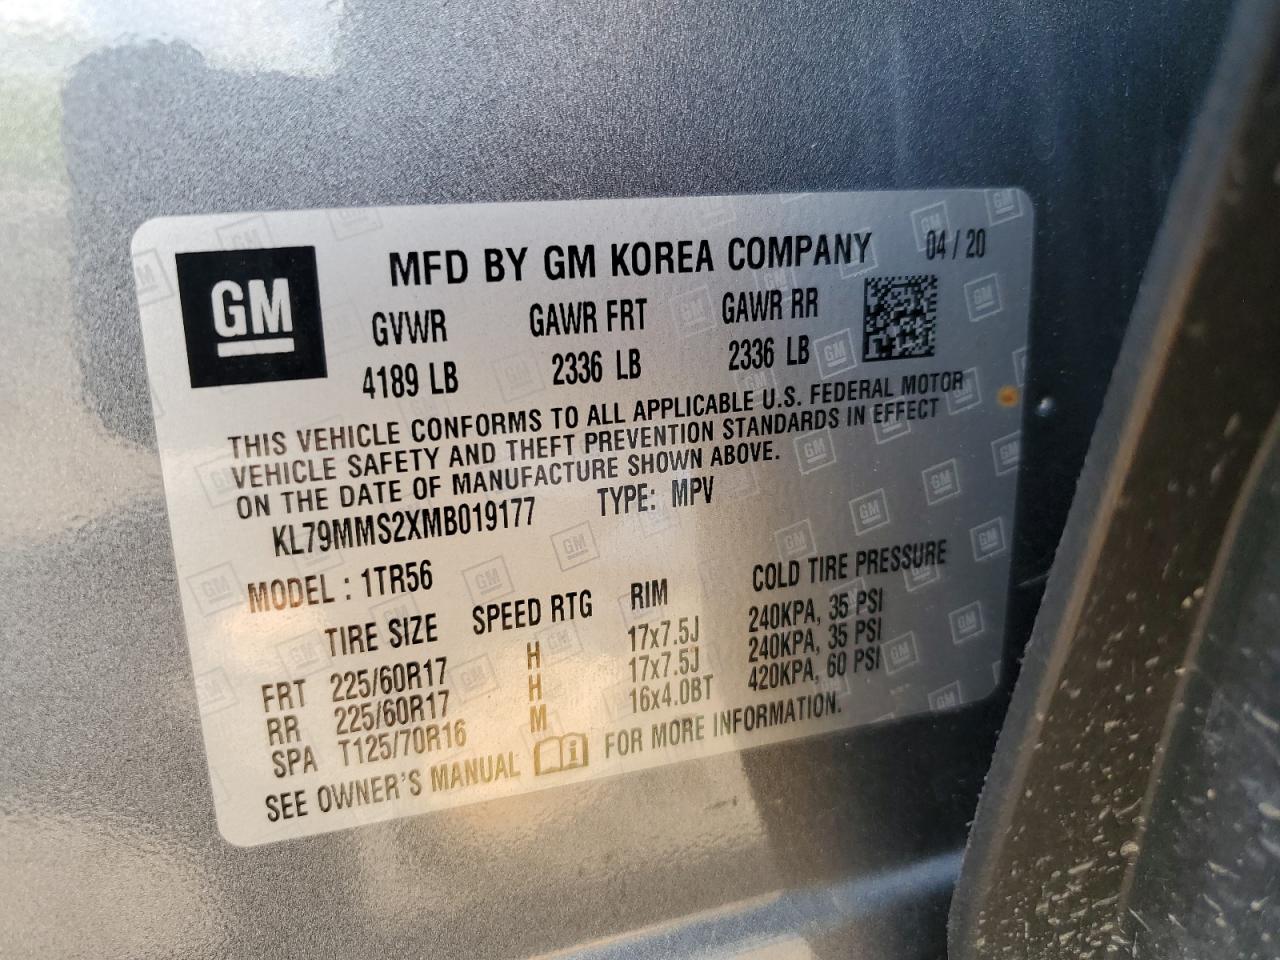 GM
MFD BY GM KOREA COMPANY 04 / 20
GVWR GAWR FRT GAWR RR
4189 LB 2336 LB 2336 LB
THIS VEHICLE CONFORMS TO ALL APPLICABLE U.S. FEDERAL MOTOR
VEHICLE SAFETY AND THEFT PREVENTION STANDARDS IN EFFECT
ON THE DATE OF MANUFACTURE SHOWN ABOVE.
KL79MMS2XMB019177 TYPE: MPV
MODEL : 1TR56
TIRE SIZE SPEED RTG RIM COLD TIRE PRESSURE
FRT 225/60R17 H 17x7.5J 240KPA, 35 PSI
RR 225/60R17 H 17x7.5J 240KPA, 35 PSI
SPA T125/70R16 M 16x4.0BT 420KPA, 60 PSI
SEE OWNER'S MANUAL FOR MORE INFORMATION.